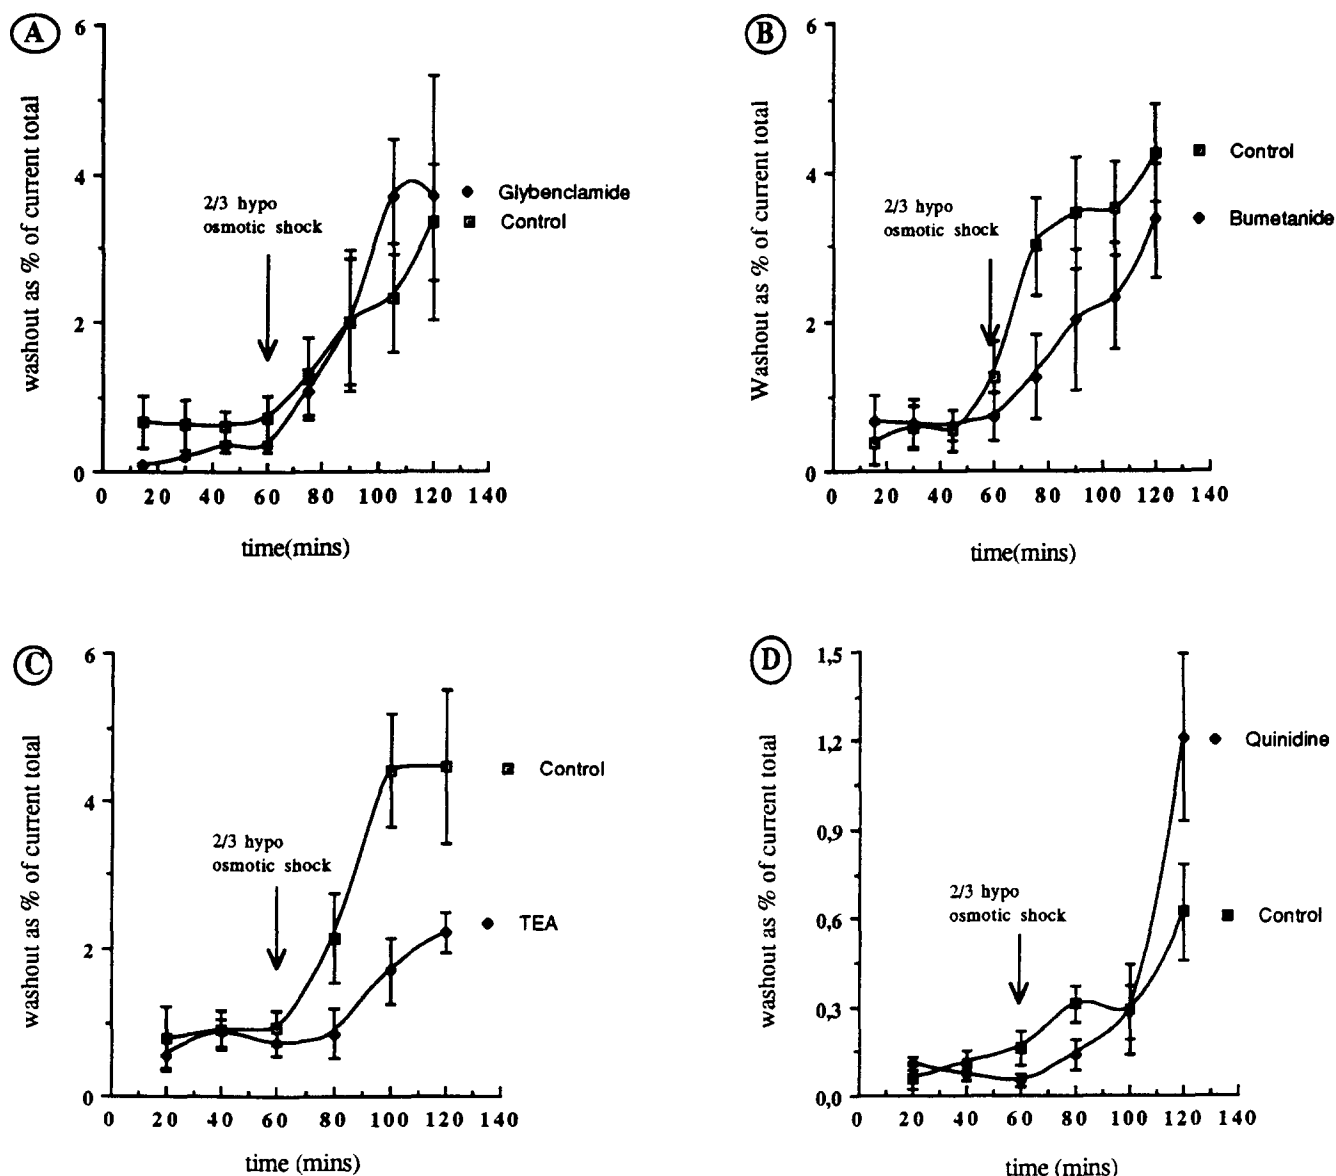 A
6
4
2
0
washout as % of current total
2/3 hypo
osmotic shock
Glybenclamide
Control
0 20 40 60 80 100 120 140
time(mins)
B
6
4
2
0
Washout as % of current total
2/3 hypo
osmotic shock
Control
Bumetanide
0 20 40 60 80 100 120 140
time(mins)
C
6
4
2
0
washout as % of current total
2/3 hypo
osmotic shock
Control
TEA
0 20 40 60 80 100 120 140
time (mins)
D
1,5
1,2
0,9
0,6
0,3
0,0
washout as % of current total
2/3 hypo
osmotic shock
Quinidine
Control
0 20 40 60 80 100 120 140
time (mins)